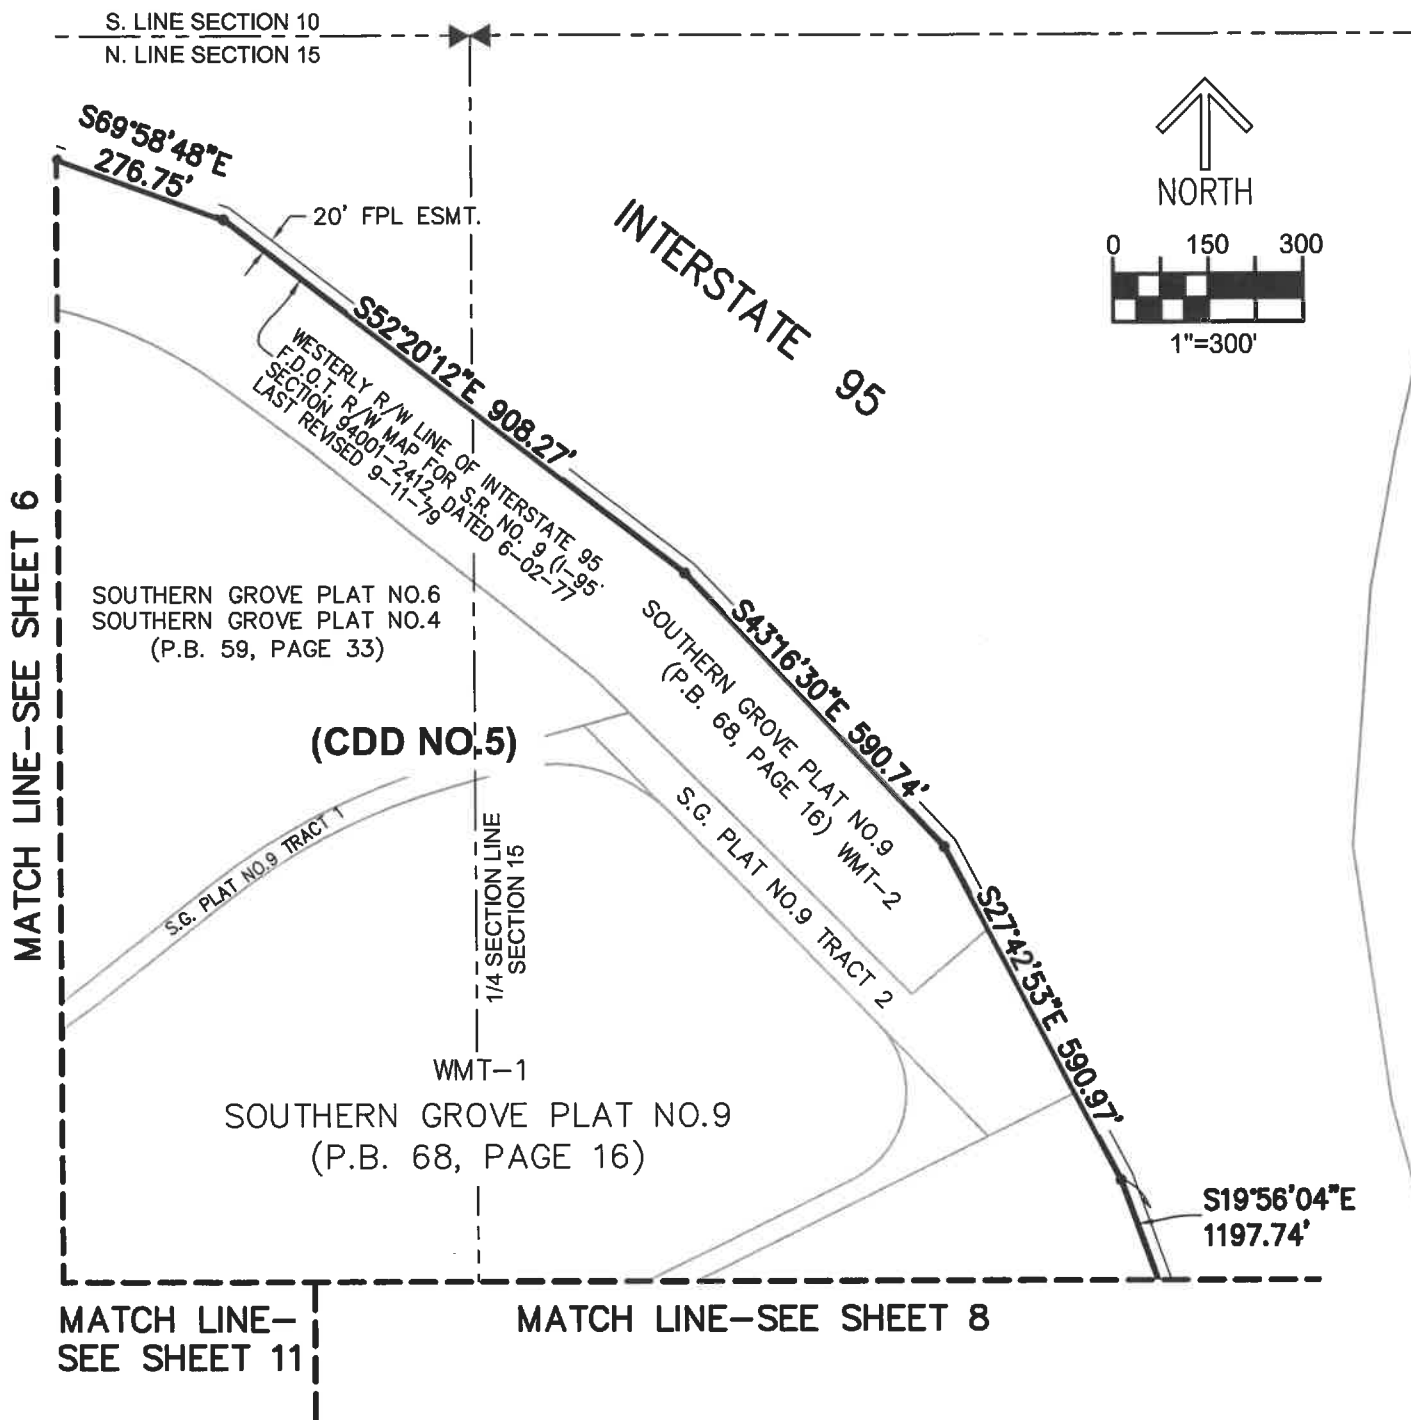 S. LINE SECTION 10
N. LINE SECTION 15
S69°58'48"E
276.75'
20' FPL ESMT.
INTERSTATE 95
NORTH
0 150 300
1"=300'
S52°20'12"E 908.27'
WESTERLY R/W LINE OF INTERSTATE 95
F.D.O.T. R/W MAP FOR S.R. NO. 9 (I-95
SECTION 94001-2412, DATED 6-02-77
LAST REVISED 9-11-79
MATCH LINE-SEE SHEET 6
SOUTHERN GROVE PLAT NO.6
SOUTHERN GROVE PLAT NO.4
(P.B. 59, PAGE 33)
S43°16'30"E 590.74'
SOUTHERN GROVE PLAT NO.9
(P.B. 68, PAGE 16) WMT-2
(CDD NO.5)
S.G. PLAT NO.9 TRACT 1
S.G. PLAT NO.9 TRACT 2
1/4 SECTION LINE
SECTION 15
S27°42'53"E 590.97'
WMT-1
SOUTHERN GROVE PLAT NO.9
(P.B. 68, PAGE 16)
S19°56'04"E
1197.74'
MATCH LINE-
SEE SHEET 11
MATCH LINE-SEE SHEET 8